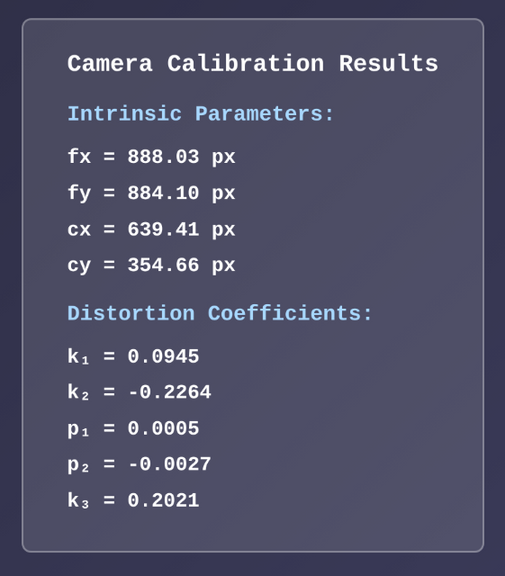 Camera Calibration Results
Intrinsic Parameters:
fx = 888.03 px
fy = 884.10 px
cx = 639.41 px
cy = 354.66 px
Distortion Coefficients:
k₁ = 0.0945
k₂ = -0.2264
p₁ = 0.0005
p₂ = -0.0027
k₃ = 0.2021